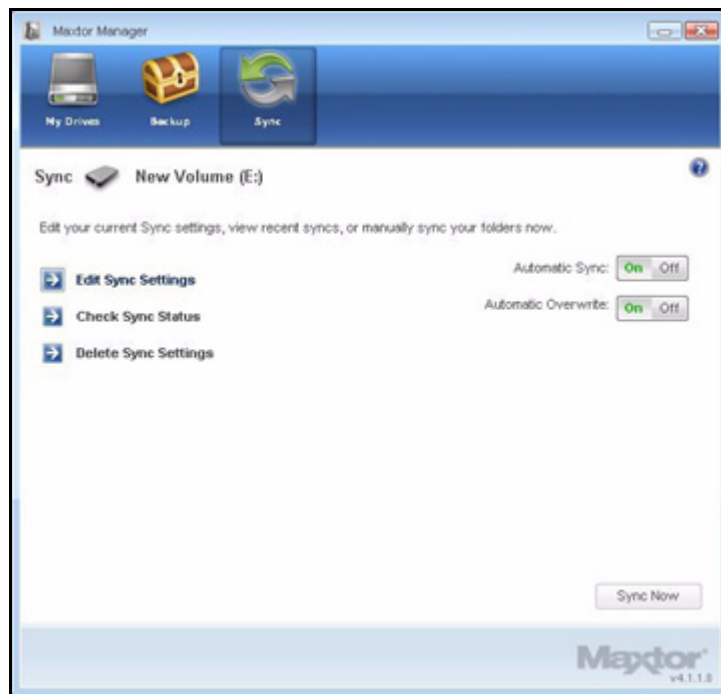 Maxtor Manager
My Drives Backup Sync
Sync New Volume (E:)
Edit your current Sync settings, view recent syncs, or manually sync your folders now.
Edit Sync Settings
Check Sync Status
Delete Sync Settings
Automatic Sync: On Off
Automatic Overwrite: On Off
Sync Now
Maxtor
v4.1.1.8